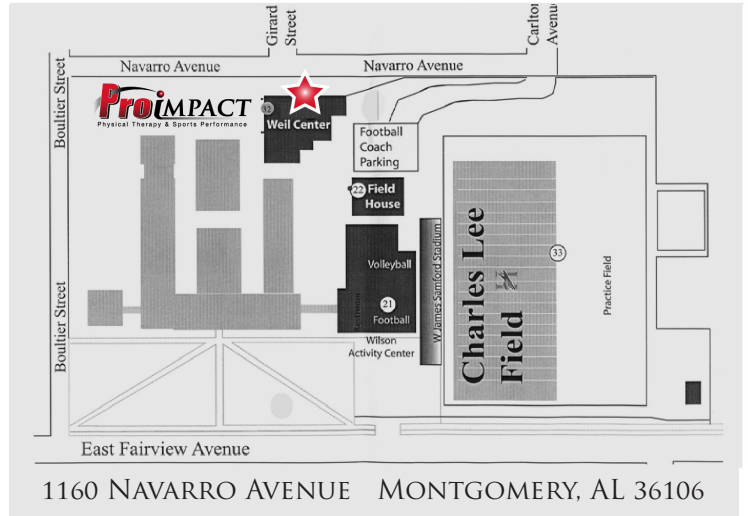 Girard
Street
Carlton
Avenue
Navarro Avenue
Navarro Avenue
Boultier Street
ProImpact
Physical Therapy & Sports Performance
32
Weil Center
Football
Coach
Parking
22
Field
House
Volleyball
21
Football
Wilson
Activity Center
W James Samford Stadium
Charles Lee
Field
33
Practice Field
Boultier Street
East Fairview Avenue
1160 Navarro Avenue Montgomery, AL 36106